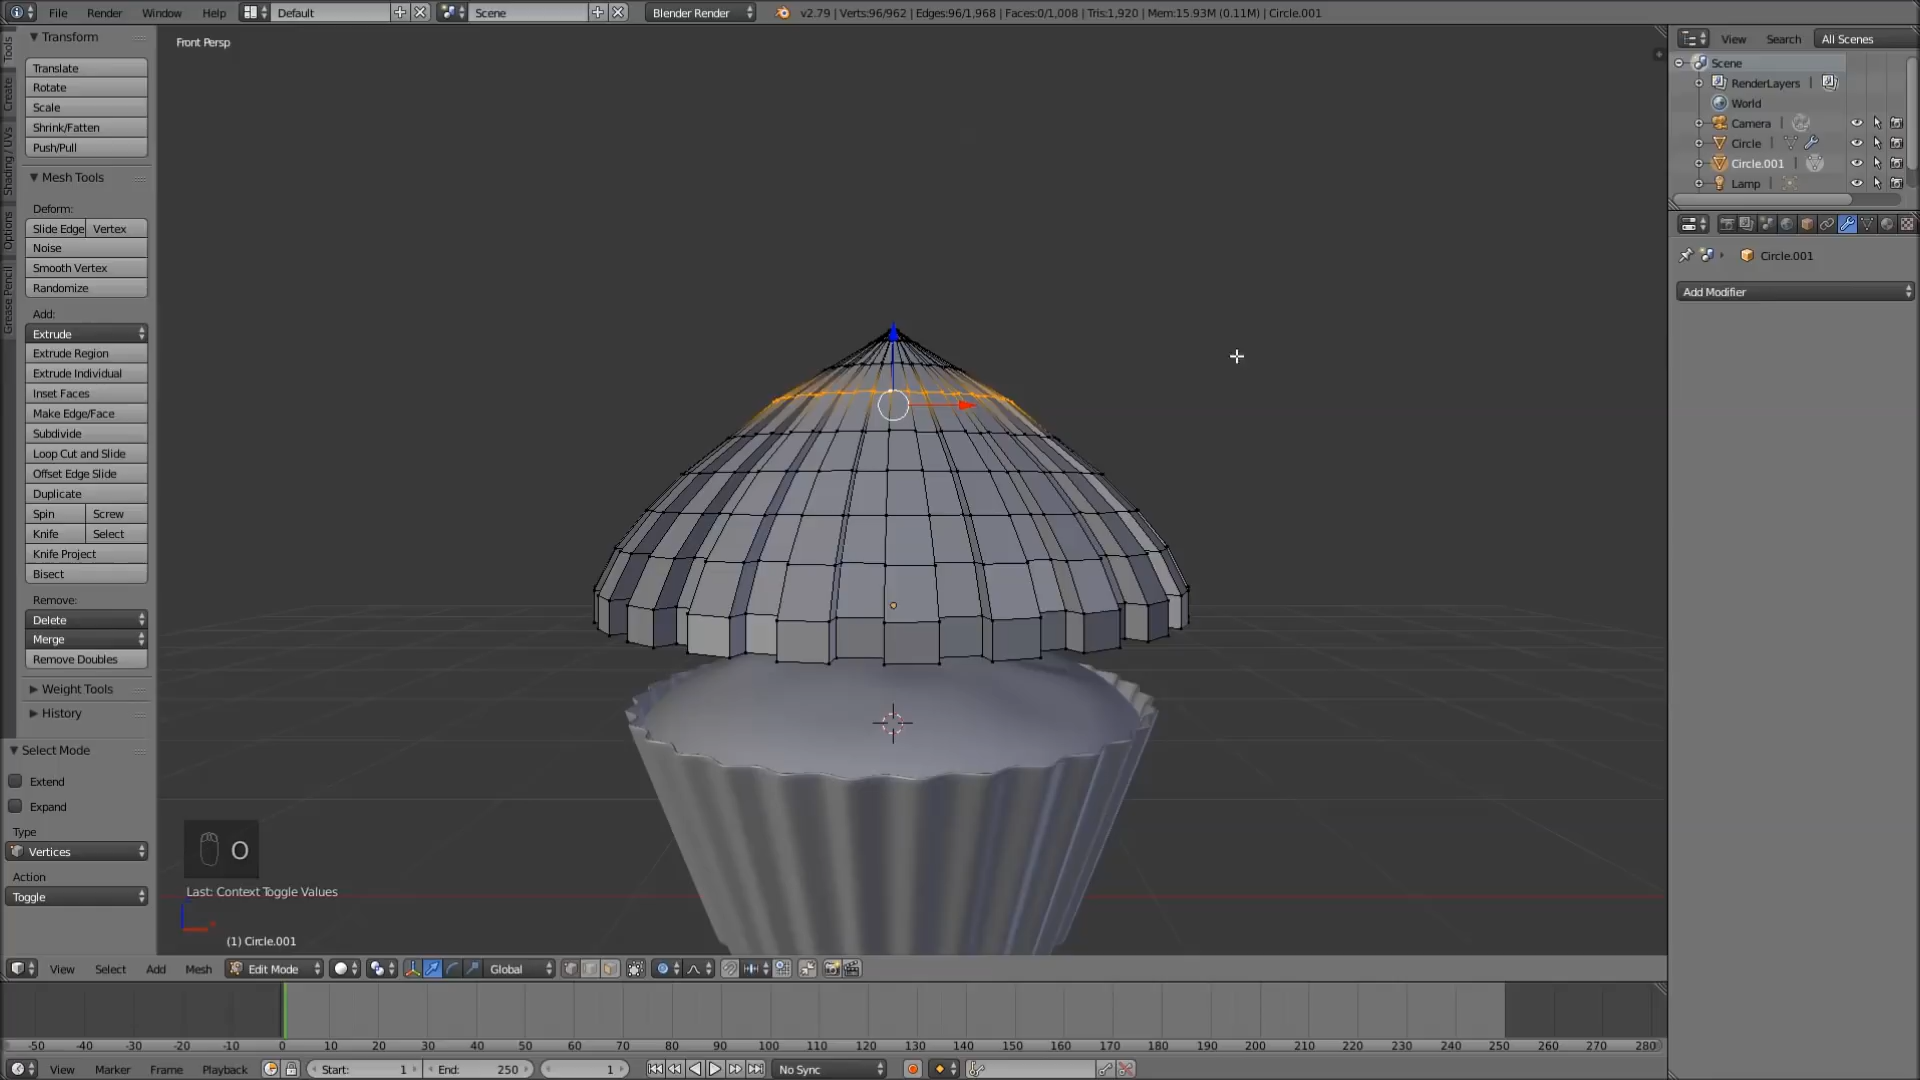 File Render Window Help Default Scene Blender Render v2.79 | Verts:96/962 | Edges:96/1,968 | Faces:0/1,008 | Tris:1,920 | Mem:15.93M (0.11M) | Circle.001
Tools
Create
Shading / UVs
Options
Grease Pencil
Transform
Translate
Rotate
Scale
Shrink/Fatten
Push/Pull
Mesh Tools
Deform:
Slide Edge Vertex
Noise
Smooth Vertex
Randomize
Add:
Extrude
Extrude Region
Extrude Individual
Inset Faces
Make Edge/Face
Subdivide
Loop Cut and Slide
Offset Edge Slide
Duplicate
Spin Screw
Knife Select
Knife Project
Bisect
Remove:
Delete
Merge
Remove Doubles
Weight Tools
History
Select Mode
Extend
Expand
Type
Vertices
Action
Toggle
Front Persp
O
Last: Context Toggle Values
(1) Circle.001
View Search All Scenes
Scene
RenderLayers
World
Camera
Circle
Circle.001
Lamp
Circle.001
Add Modifier
View Select Add Mesh Edit Mode Global
-50 -40 -30 -20 -10 0 10 20 30 40 50 60 70 80 90 100 110 120 130 140 150 160 170 180 190 200 210 220 230 240 250 260 270 280
View Marker Frame Playback Start: 1 End: 250 1 No Sync